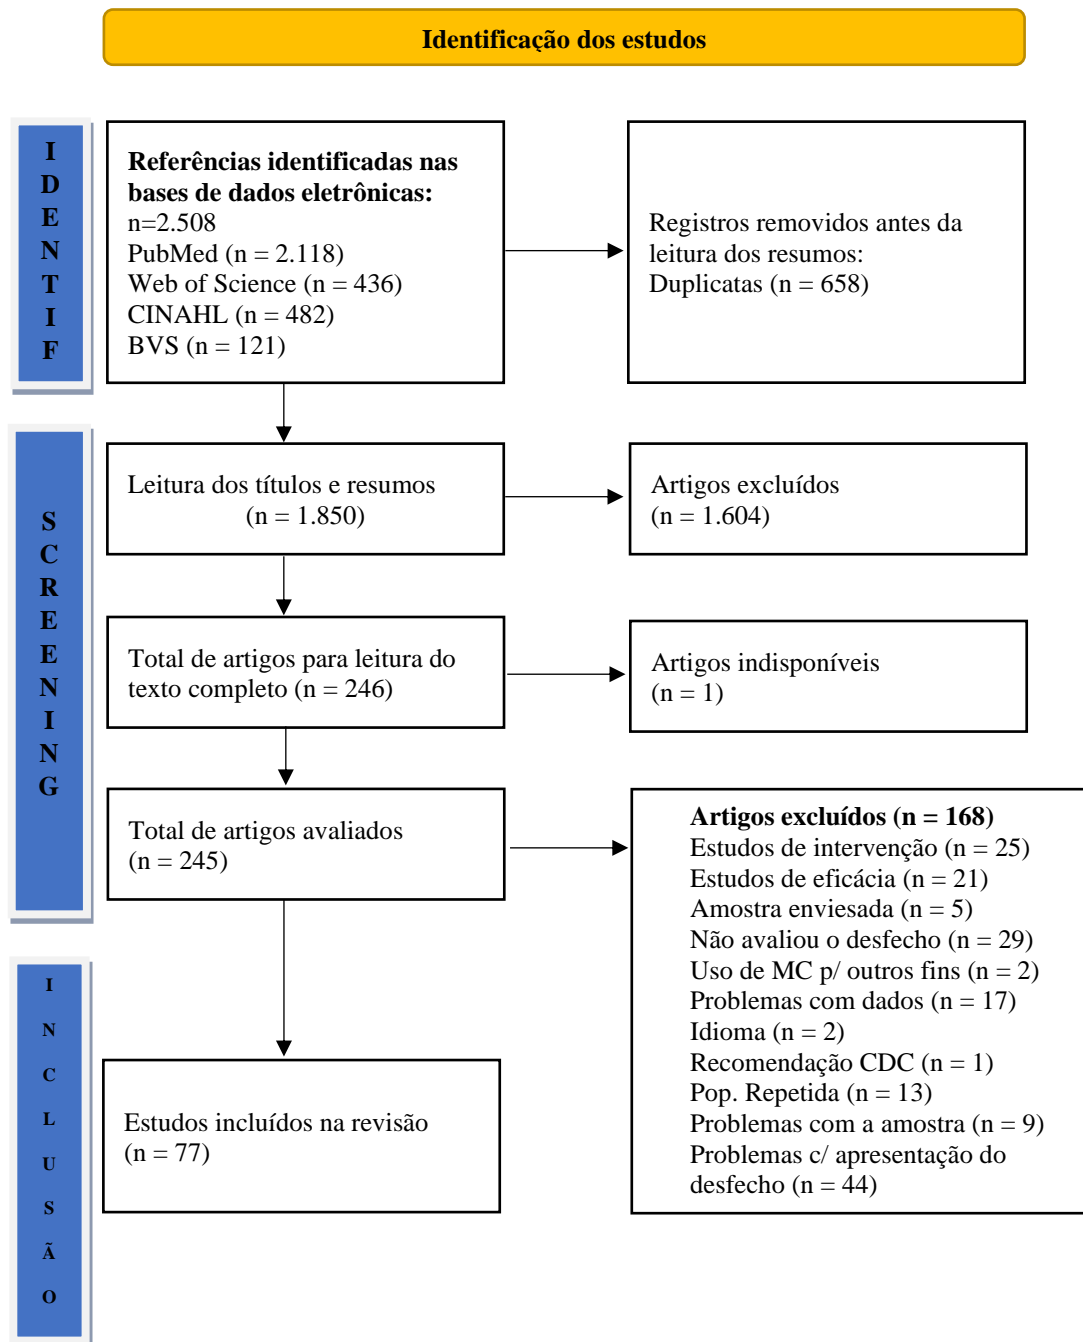 Identificação dos estudos
I
D
E
N
T
I
F
Referências identificadas nas
bases de dados eletrônicas:
n=2.508
PubMed (n = 2.118)
Web of Science (n = 436)
CINAHL (n = 482)
BVS (n = 121)
Registros removidos antes da
leitura dos resumos:
Duplicatas (n = 658)
S
C
R
E
E
N
I
N
G
Leitura dos títulos e resumos
(n = 1.850)
Artigos excluídos
(n = 1.604)
Total de artigos para leitura do
texto completo (n = 246)
Artigos indisponíveis
(n = 1)
Total de artigos avaliados
(n = 245)
Artigos excluídos (n = 168)
Estudos de intervenção (n = 25)
Estudos de eficácia (n = 21)
Amostra enviesada (n = 5)
Não avaliou o desfecho (n = 29)
Uso de MC p/ outros fins (n = 2)
Problemas com dados (n = 17)
Idioma (n = 2)
Recomendação CDC (n = 1)
Pop. Repetida (n = 13)
Problemas com a amostra (n = 9)
Problemas c/ apresentação do
desfecho (n = 44)
I
N
C
L
U
S
Ã
O
Estudos incluídos na revisão
(n = 77)